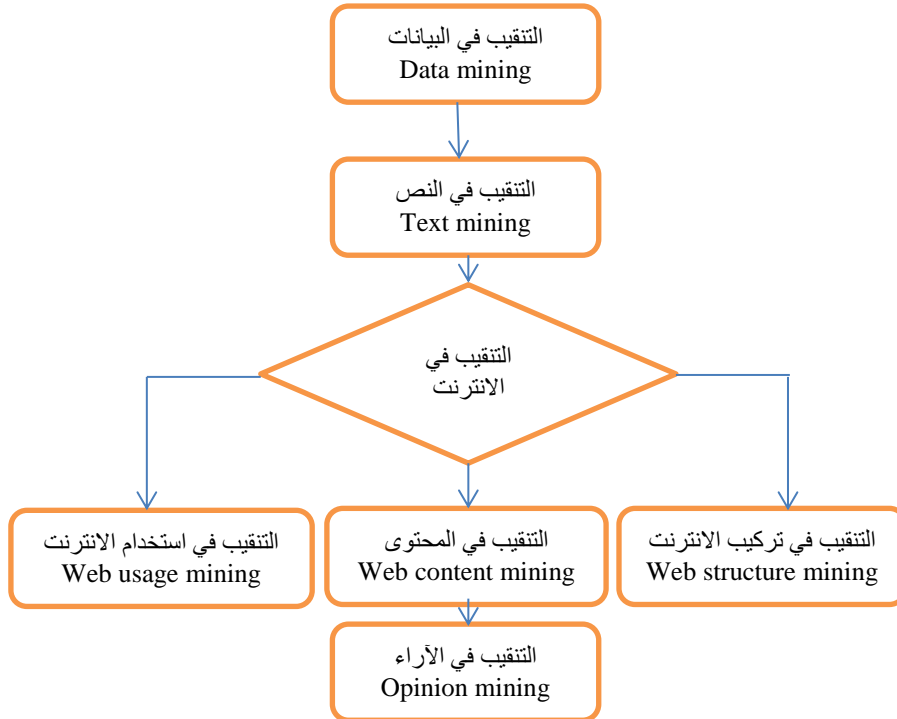 التنقيب في البيانات
Data mining
التنقيب في النص
Text mining
التنقيب في
الانترنت
التنقيب في تركيب الانترنت
Web structure mining
التنقيب في المحتوى
Web content mining
التنقيب في استخدام الانترنت
Web usage mining
التنقيب في الآراء
Opinion mining